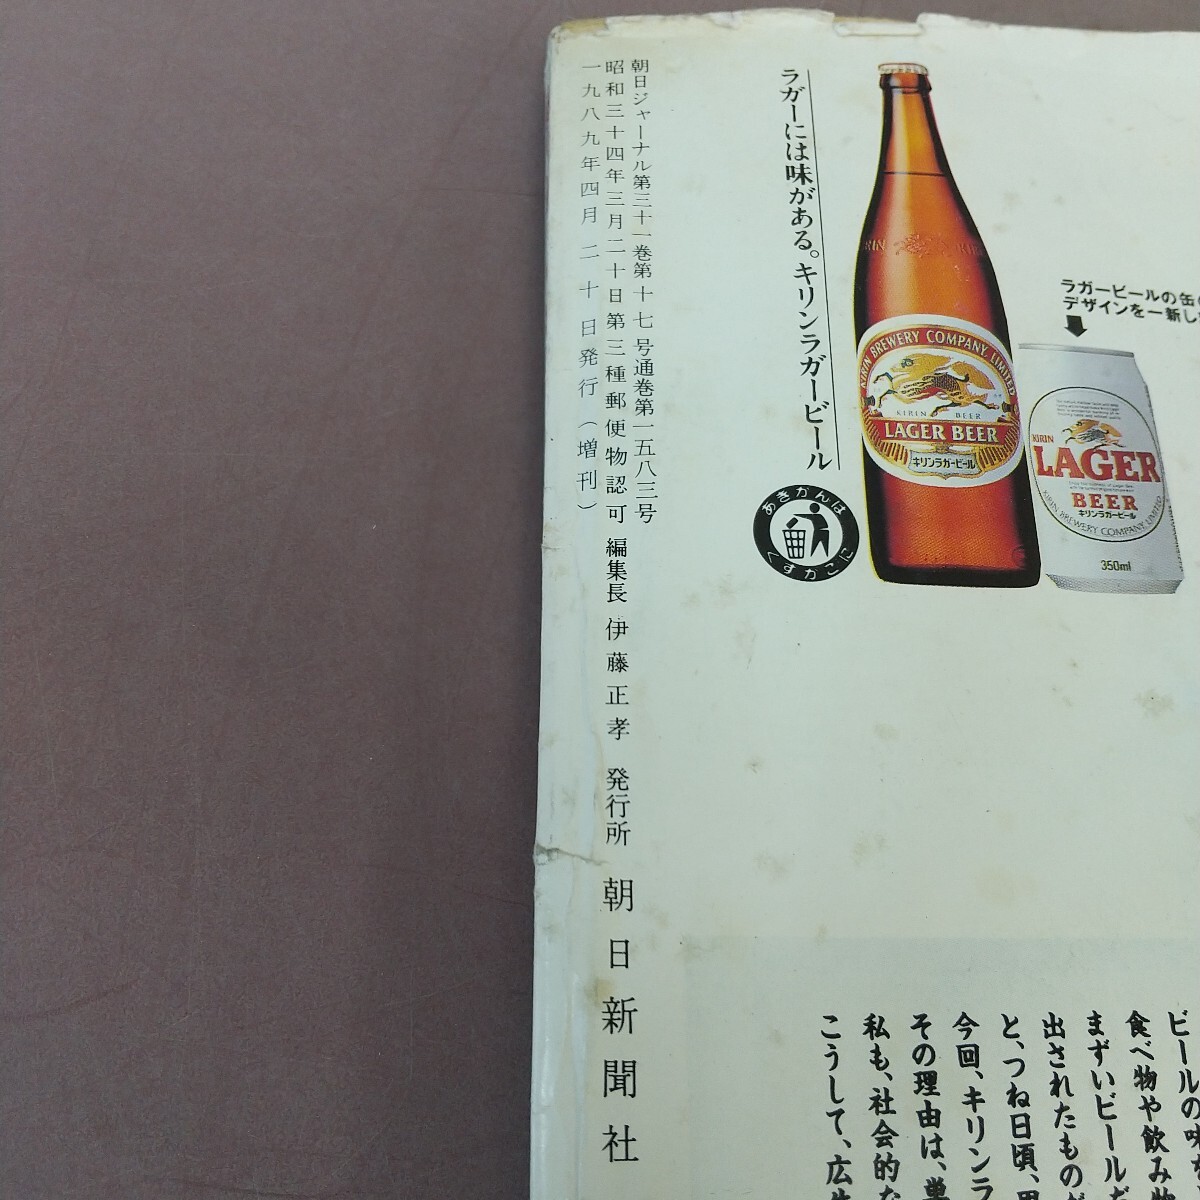 朝日ジャーナル第三十一巻第十七号通巻第一五八三号
昭和三十四年三月二十日第三種郵便物認可 編集長 伊藤正孝 発行所 朝日新聞社
一九八九年四月二十日発行(増刊)
ラガーには味がある。キリンラガービール
あきかんは
くずかごに
KIRIN
KIRIN BREWERY COMPANY, LIMITED
KIRIN BEER
LAGER BEER
キリンラガービール
ラガービールの缶の
デザインを一新し
KIRIN
LAGER
BEER
キリンラガービール
KIRIN BREWERY COMPANY, LIMITED
350ml
ビールの味
食べ物や飲み物
まずいビールだ
出されたものが
と、つね日頃、
今回、キリンラ
その理由は、単
私も、社会的な
こうして、広